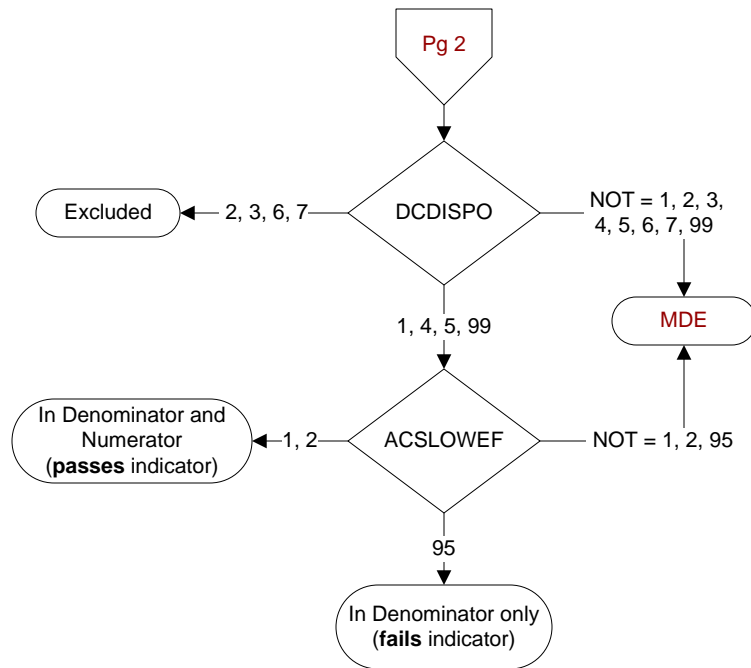 Pg 2
Excluded
2, 3, 6, 7
DCDISPO
NOT = 1, 2, 3,
4, 5, 6, 7, 99
1, 4, 5, 99
MDE
In Denominator and
Numerator
(passes indicator)
1, 2
ACSLOWEF
NOT = 1, 2, 95
95
In Denominator only
(fails indicator)